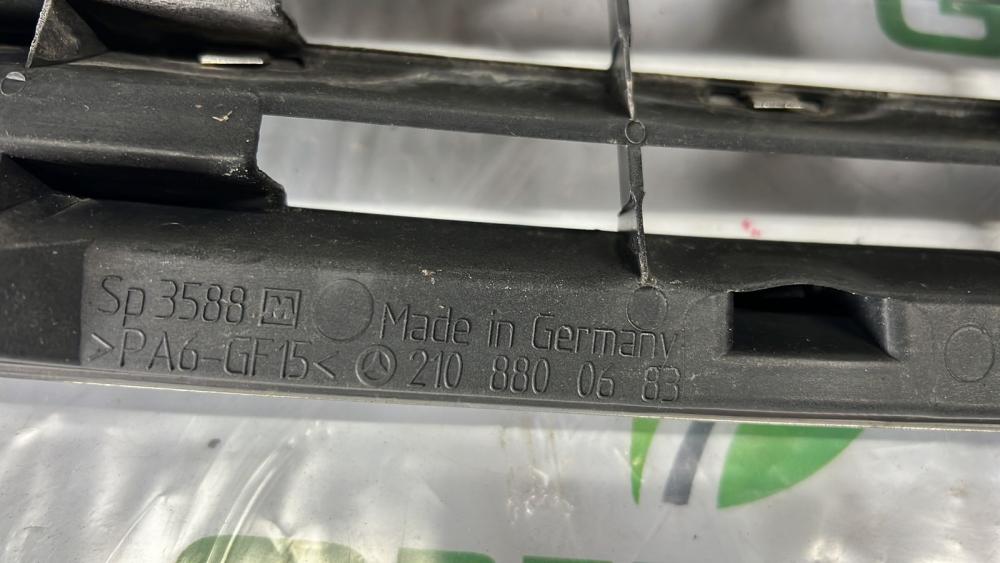 Sp 3588 M Made in Germany
>PA6-GF15< 210 880 06 83